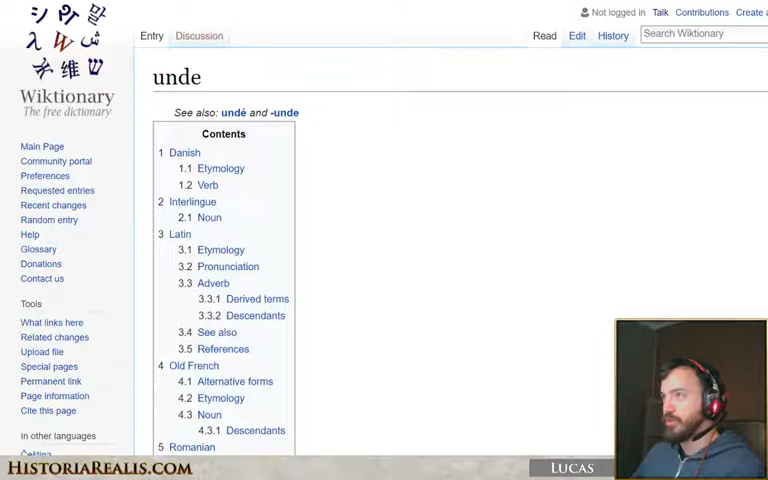 Not logged in Talk Contributions Create
Entry Discussion Read Edit History Search Wiktionary
Wiktionary
The free dictionary
Main Page
Community portal
Preferences
Requested entries
Recent changes
Random entry
Help
Glossary
Donations
Contact us
Tools
What links here
Related changes
Upload file
Special pages
Permanent link
Page information
Cite this page
In other languages
Čeština
unde
See also: undé and -unde
Contents
1 Danish
1.1 Etymology
1.2 Verb
2 Interlingue
2.1 Noun
3 Latin
3.1 Etymology
3.2 Pronunciation
3.3 Adverb
3.3.1 Derived terms
3.3.2 Descendants
3.4 See also
3.5 References
4 Old French
4.1 Alternative forms
4.2 Etymology
4.3 Noun
4.3.1 Descendants
5 Romanian
HISTORIAREALIS.COM
LUCAS